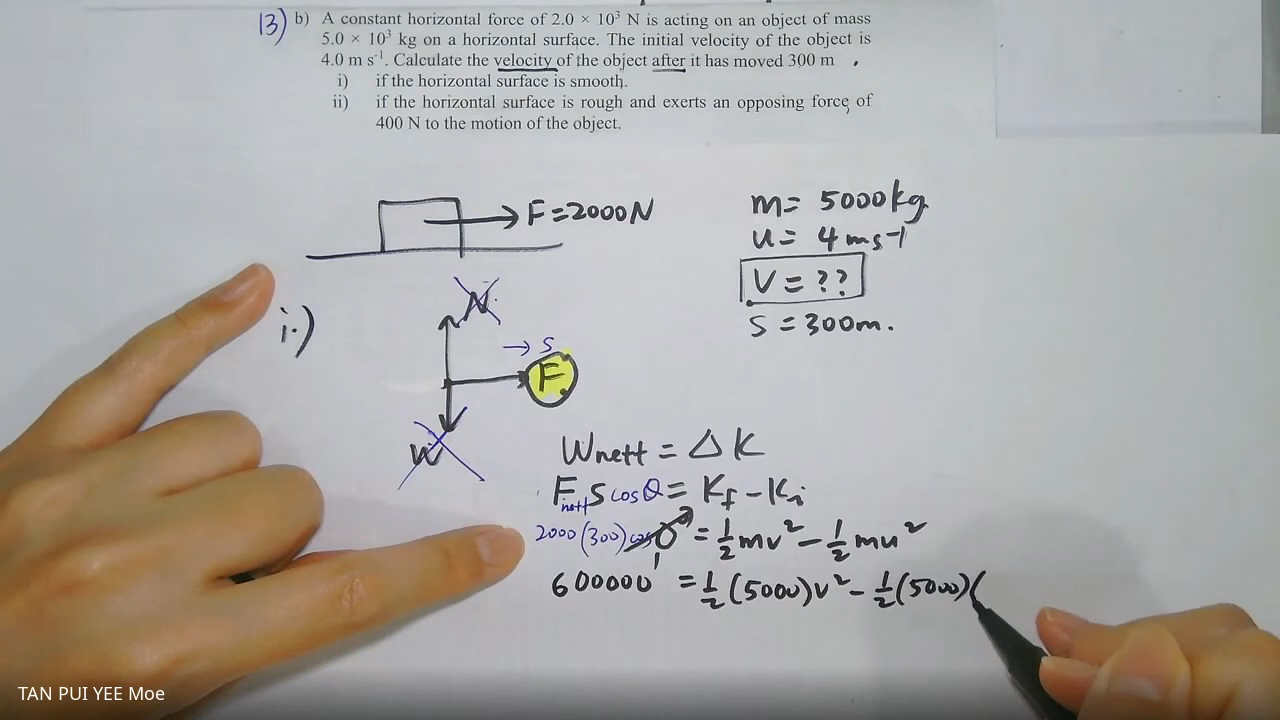 13) b) A constant horizontal force of 2.0 × 10³ N is acting on an object of mass
5.0 × 10³ kg on a horizontal surface. The initial velocity of the object is
4.0 m s⁻¹. Calculate the velocity of the object after it has moved 300 m
i) if the horizontal surface is smooth.
ii) if the horizontal surface is rough and exerts an opposing force of
400 N to the motion of the object.
F=2000N
m= 5000kg
u= 4ms⁻¹
V= ??
S=300m.
i.)
N
→ S
F
W
Wnett = ΔK
Fnett S cosθ = Kf - Ki
2000(300)cos0 = ½mv² - ½mu²
1
600000 = ½(5000)v² - ½(5000)(
TAN PUI YEE Moe